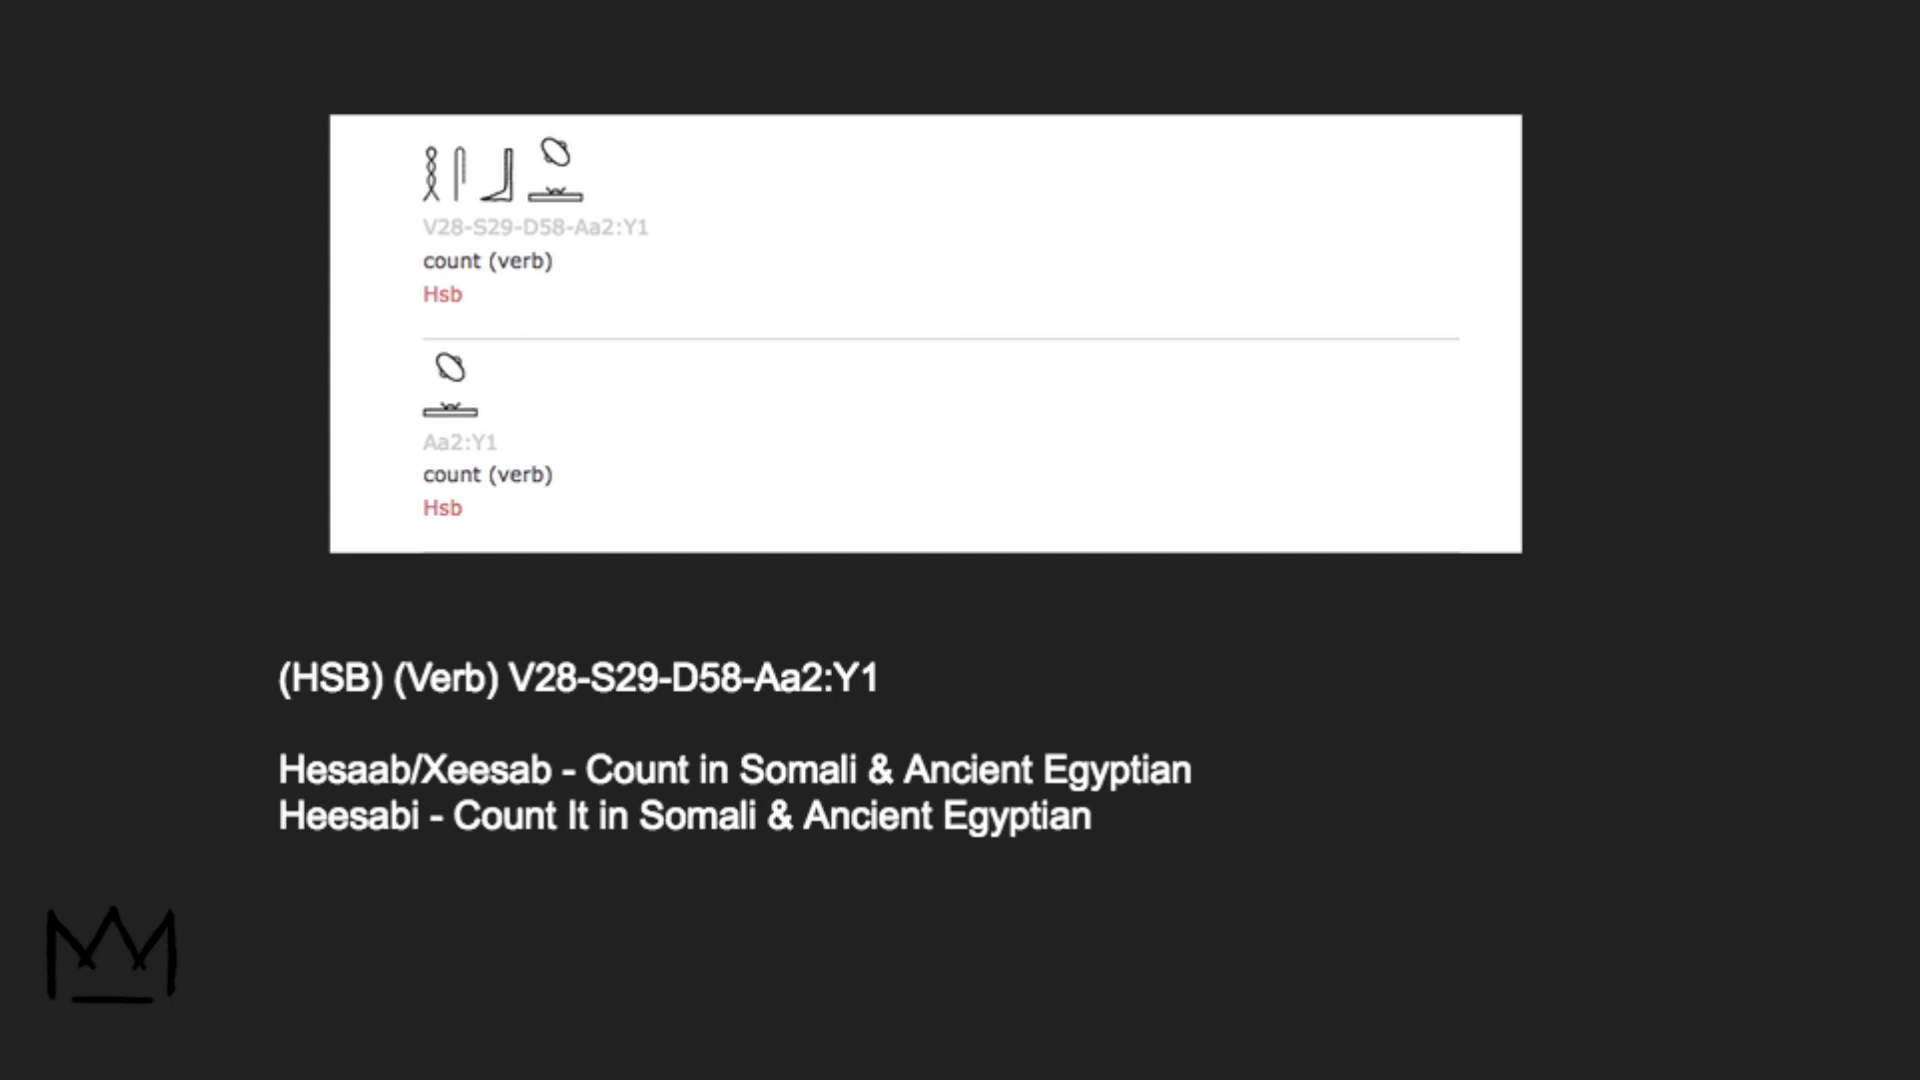 V28-S29-D58-Aa2:Y1
count (verb)
Hsb
Aa2:Y1
count (verb)
Hsb
(HSB) (Verb) V28-S29-D58-Aa2:Y1
Hesaab/Xeesab - Count in Somali & Ancient Egyptian
Heesabi - Count It in Somali & Ancient Egyptian